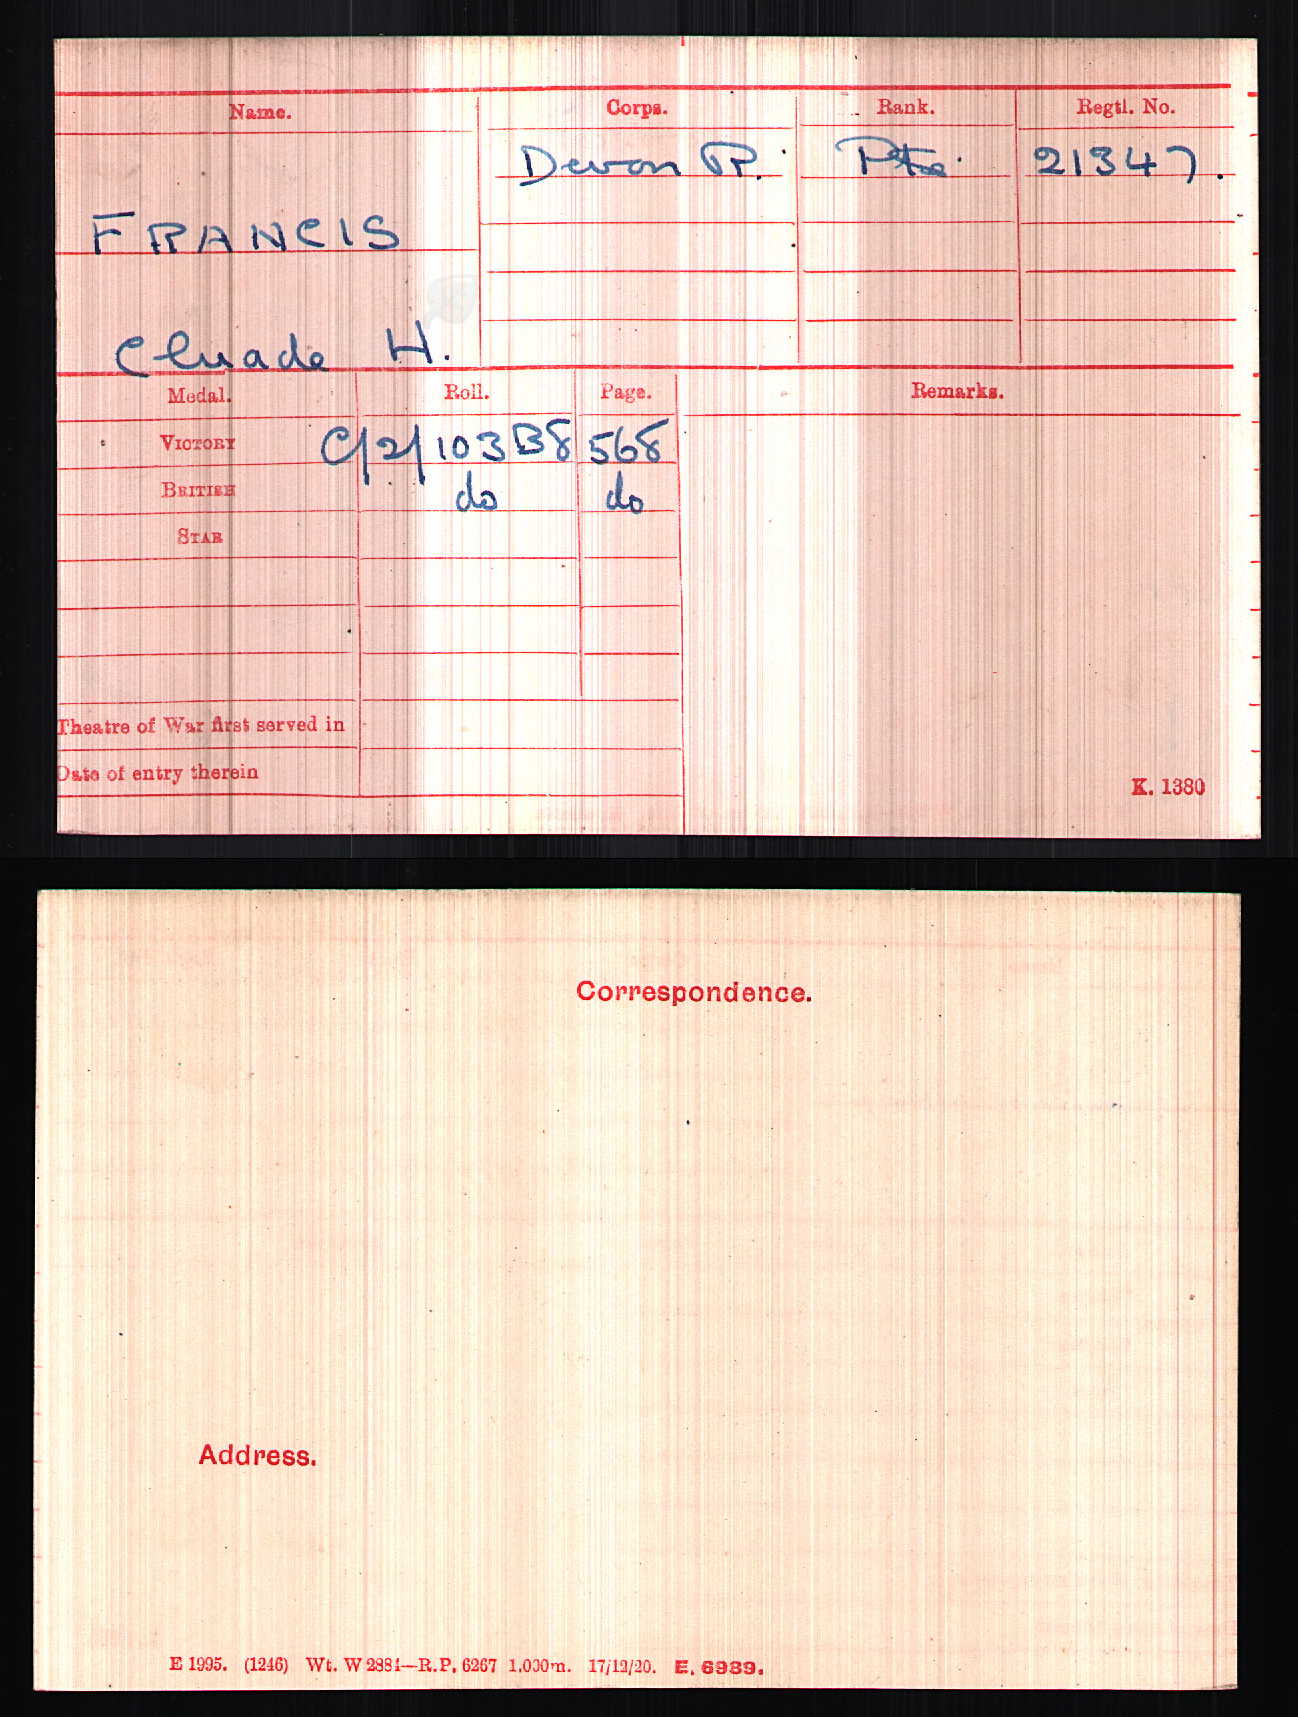 Name. Corps. Rank. Regtl. No.
Devon R. Pte. 21347.
FRANCIS
Cluade H.
Medal. Roll. Page. Remarks.
VICTORY C/2/103B8 568
BRITISH do do
STAR
Theatre of War first served in
Date of entry therein
K. 1380
Correspondence.
Address.
E 1995. (1246) Wt. W 2884—R.P. 6267 1,000m. 17/12/20. E. 6989.